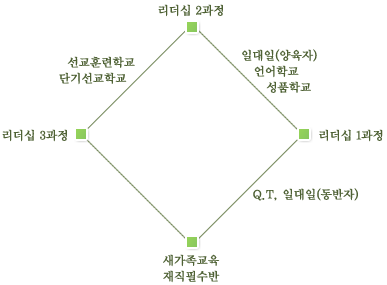 리더십 2과정
선교훈련학교
단기선교학교
일대일(양육자)
언어학교
성품학교
리더십 3과정
리더십 1과정
Q.T, 일대일(동반자)
새가족교육
재직필수반